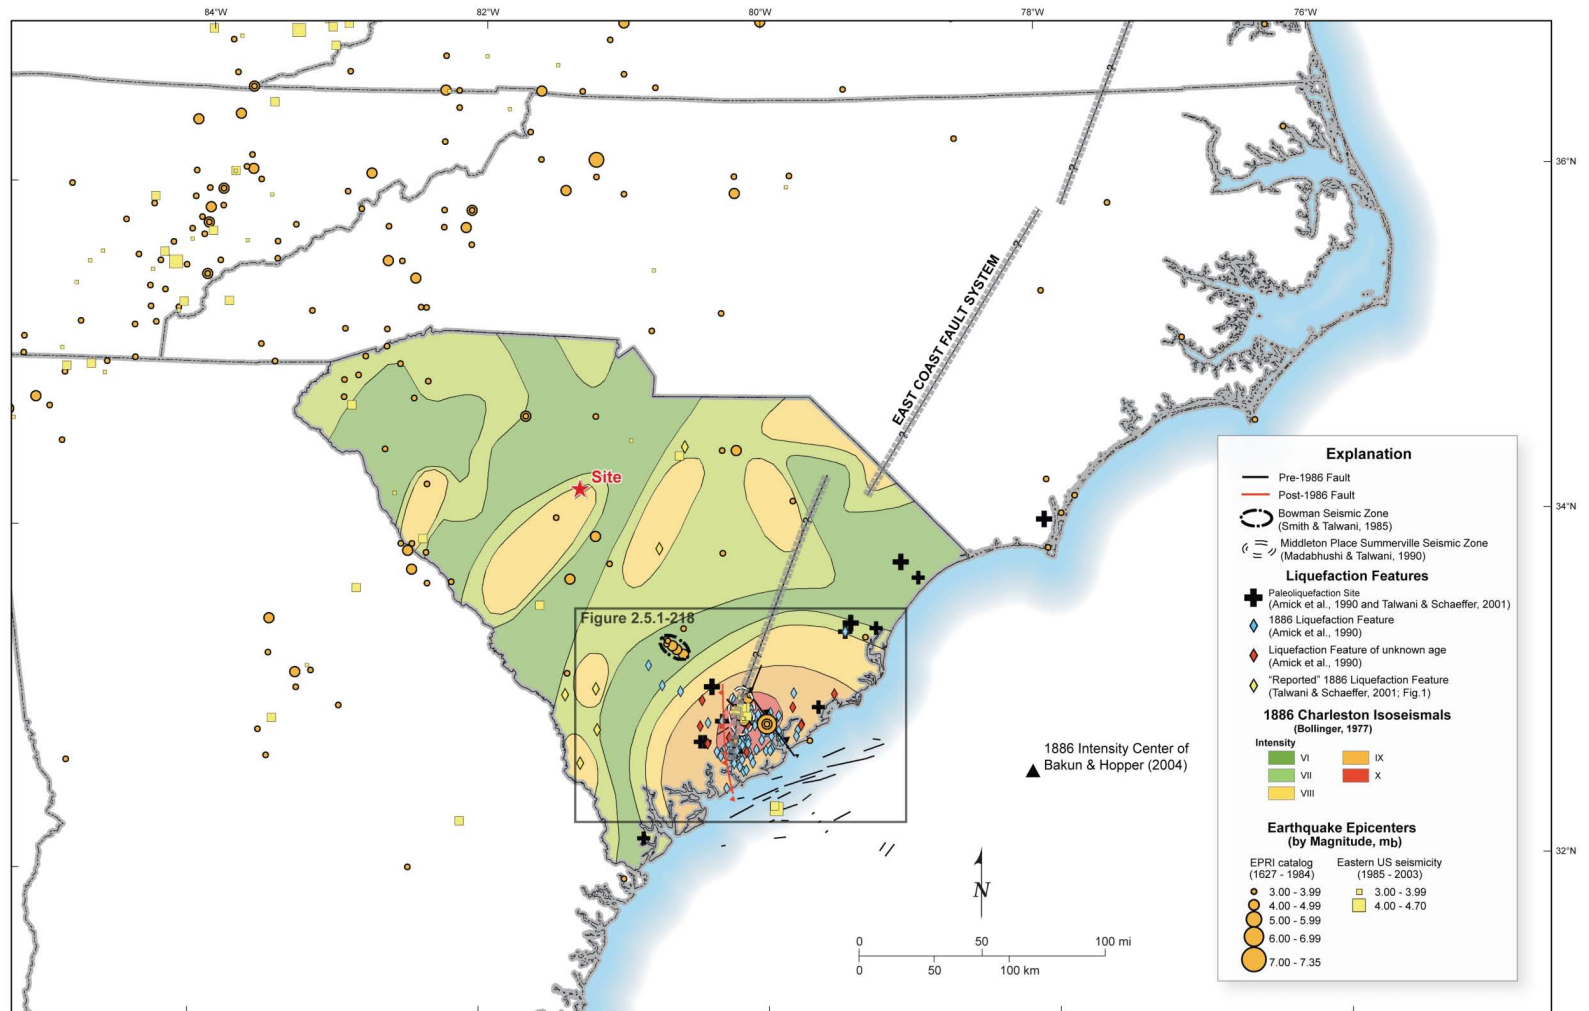 84°W
82°W
80°W
78°W
76°W
36°N
34°N
32°N
?
?
?
?
?
?
EAST COAST FAULT SYSTEM
Site
Figure 2.5.1-218
1886 Intensity Center of
Bakun & Hopper (2004)
N
0
50
100 mi
0
50
100 km
Explanation
Pre-1986 Fault
Post-1986 Fault
Bowman Seismic Zone
(Smith & Talwani, 1985)
Middleton Place Summerville Seismic Zone
(Madabhushi & Talwani, 1990)
Liquefaction Features
Paleoliquefaction Site
(Amick et al., 1990 and Talwani & Schaeffer, 2001)
1886 Liquefaction Feature
(Amick et al., 1990)
Liquefaction Feature of unknown age
(Amick et al., 1990)
“Reported” 1886 Liquefaction Feature
(Talwani & Schaeffer, 2001; Fig.1)
1886 Charleston Isoseismals
(Bollinger, 1977)
Intensity
VI
IX
VII
X
VIII
Earthquake Epicenters
(by Magnitude, mb)
EPRI catalog
(1627 - 1984)
Eastern US seismicity
(1985 - 2003)
3.00 - 3.99
3.00 - 3.99
4.00 - 4.99
4.00 - 4.70
5.00 - 5.99
6.00 - 6.99
7.00 - 7.35